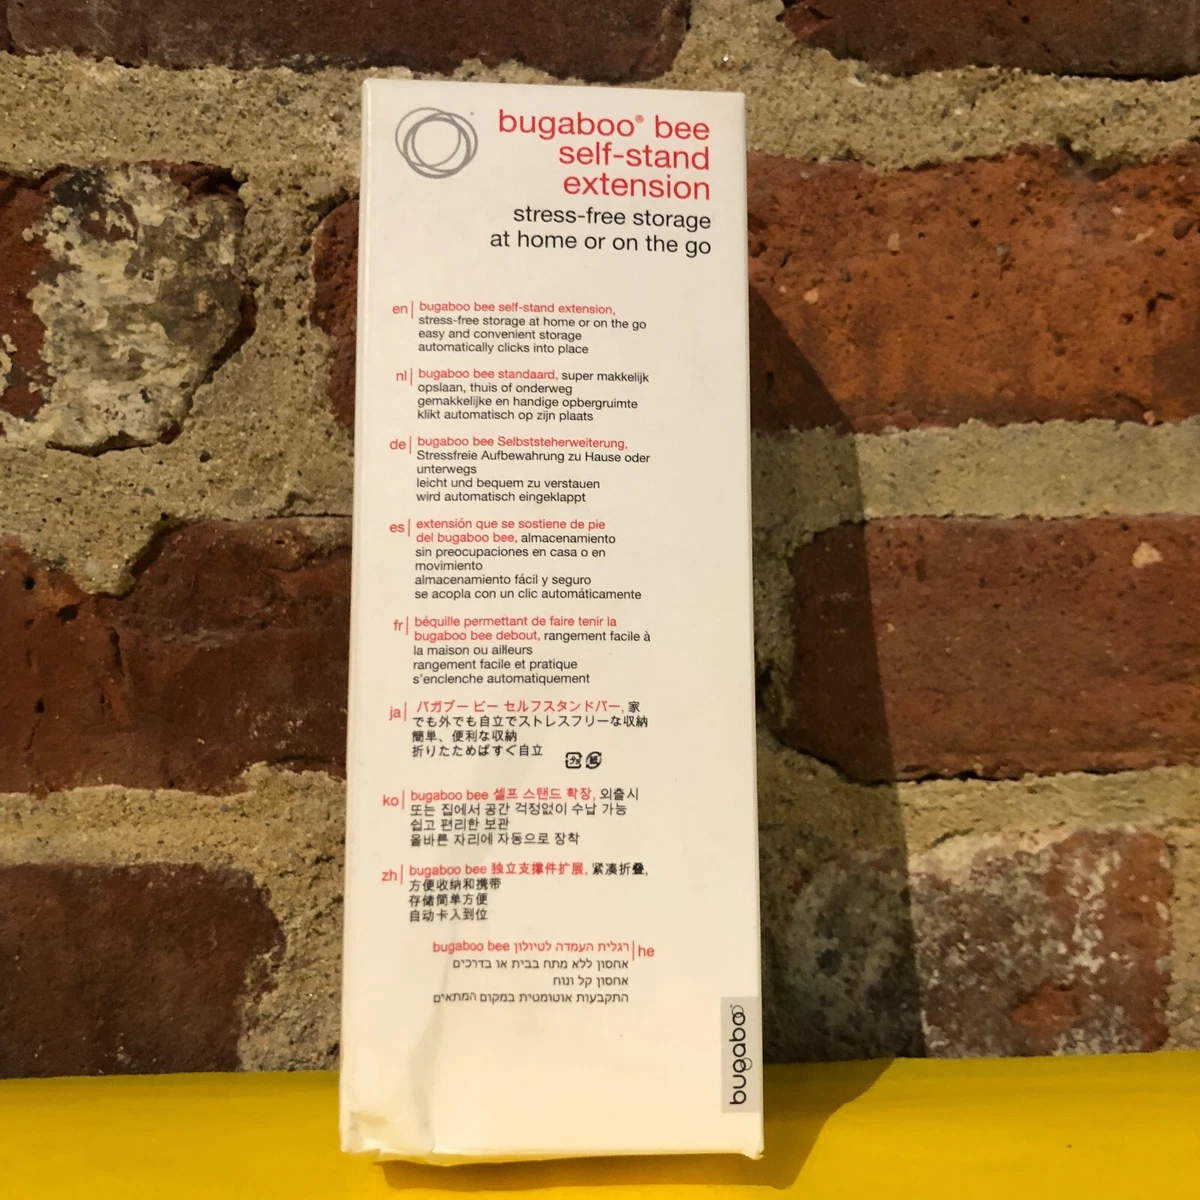 bugaboo® bee
self-stand
extension
stress-free storage
at home or on the go
en| bugaboo bee self-stand extension,
stress-free storage at home or on the go
easy and convenient storage
automatically clicks into place
nl| bugaboo bee standaard, super makkelijk
opslaan, thuis of onderweg
gemakkelijke en handige opbergruimte
klikt automatisch op zijn plaats
de| bugaboo bee Selbststeherweiterung,
Stressfreie Aufbewahrung zu Hause oder
unterwegs
leicht und bequem zu verstauen
wird automatisch eingeklappt
es| extensión que se sostiene de pie
del bugaboo bee, almacenamiento
sin preocupaciones en casa o en
movimiento
almacenamiento fácil y seguro
se acopla con un clic automáticamente
fr| béquille permettant de faire tenir la
bugaboo bee debout, rangement facile à
la maison ou ailleurs
rangement facile et pratique
s'enclenche automatiquement
ja| バガブー ビー セルフスタンドバー, 家
でも外でも自立でストレスフリーな収納
簡単、便利な収納
折りたためばすぐ自立
プラ 紙
ko| bugaboo bee 셀프 스탠드 확장, 외출시
또는 집에서 공간 걱정없이 수납 가능
쉽고 편리한 보관
올바른 자리에 자동으로 장착
zh| bugaboo bee 独立支撑件扩展, 紧凑折叠,
方便收纳和携带
存储简单方便
自动卡入到位
he| רגלית העמדה לטיולון bugaboo bee
אחסון ללא מתח בבית או בדרכים
אחסון קל ונוח
התקבעות אוטומטית במקום המתאים
bugaboo